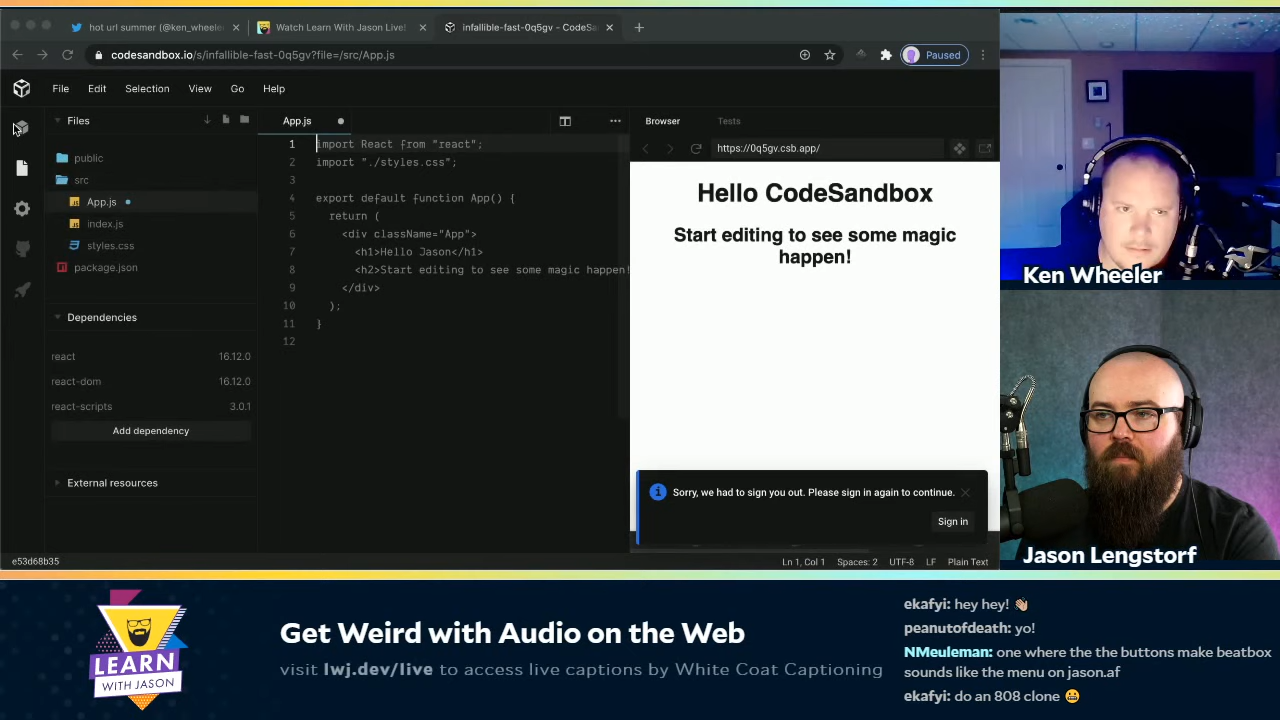 hot url summer (@ken_wheele
Watch Learn With Jason Live!
infallible-fast-0q5gv - CodeSan
codesandbox.io/s/infallible-fast-0q5gv?file=/src/App.js
Paused
File Edit Selection View Go Help
Files
public
src
App.js
index.js
styles.css
package.json
Dependencies
react 16.12.0
react-dom 16.12.0
react-scripts 3.0.1
Add dependency
External resources
e53d68b35
App.js
1 import React from "react";
2 import "./styles.css";
3
4 export default function App() {
5 return (
6 <div className="App">
7 <h1>Hello Jason</h1>
8 <h2>Start editing to see some magic happen!
9 </div>
10 );
11 }
12
Browser Tests
https://0q5gv.csb.app/
Hello CodeSandbox
Start editing to see some magic
happen!
Sorry, we had to sign you out. Please sign in again to continue.
Sign in
Ln 1, Col 1 Spaces: 2 UTF-8 LF Plain Text
Ken Wheeler
Jason Lengstorf
LEARN
WITH JASON
Get Weird with Audio on the Web
visit lwj.dev/live to access live captions by White Coat Captioning
ekafyi: hey hey! 👋🏼
peanutofdeath: yo!
NMeuleman: one where the the buttons make beatbox
sounds like the menu on jason.af
ekafyi: do an 808 clone 😬